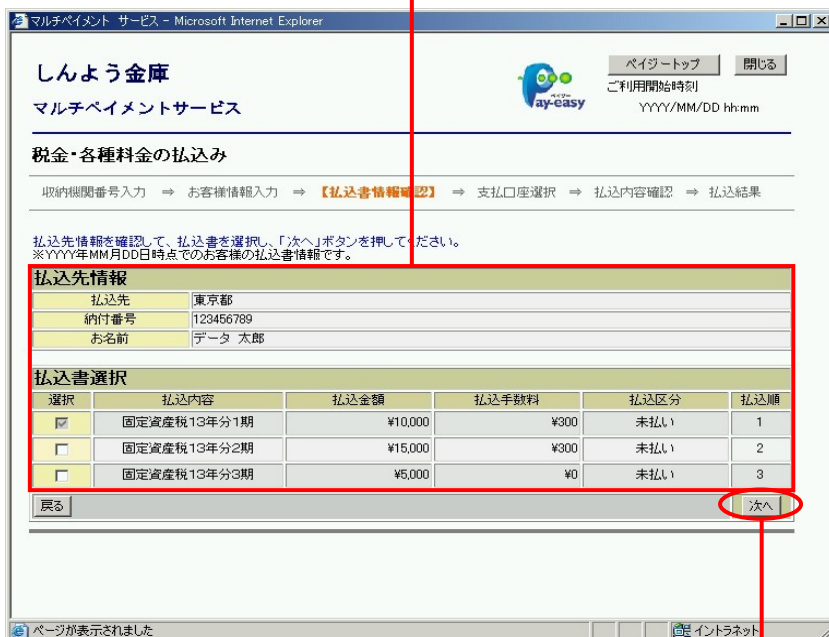 マルチペイメント サービス - Microsoft Internet Explorer
しんよう金庫
マルチペイメントサービス
ペイジー
Pay-easy
ペイジートップ 閉じる
ご利用開始時刻
YYYY/MM/DD hh:mm
税金・各種料金の払込み
収納機関番号入力 ⇒ お客様情報入力 ⇒ 【払込書情報確認】 ⇒ 支払口座選択 ⇒ 払込内容確認 ⇒ 払込結果
払込先情報を確認して、払込書を選択し、「次へ」ボタンを押してください。
※YYYY年MM月DD日時点でのお客様の払込書情報です。
払込先情報
払込先 東京都
納付番号 123456789
お名前 データ 太郎
払込書選択
選択 払込内容 払込金額 払込手数料 払込区分 払込順
固定資産税13年分1期 ¥10,000 ¥300 未払い 1
固定資産税13年分2期 ¥15,000 ¥300 未払い 2
固定資産税13年分3期 ¥5,000 ¥0 未払い 3
戻る 次へ
ページが表示されました イントラネット